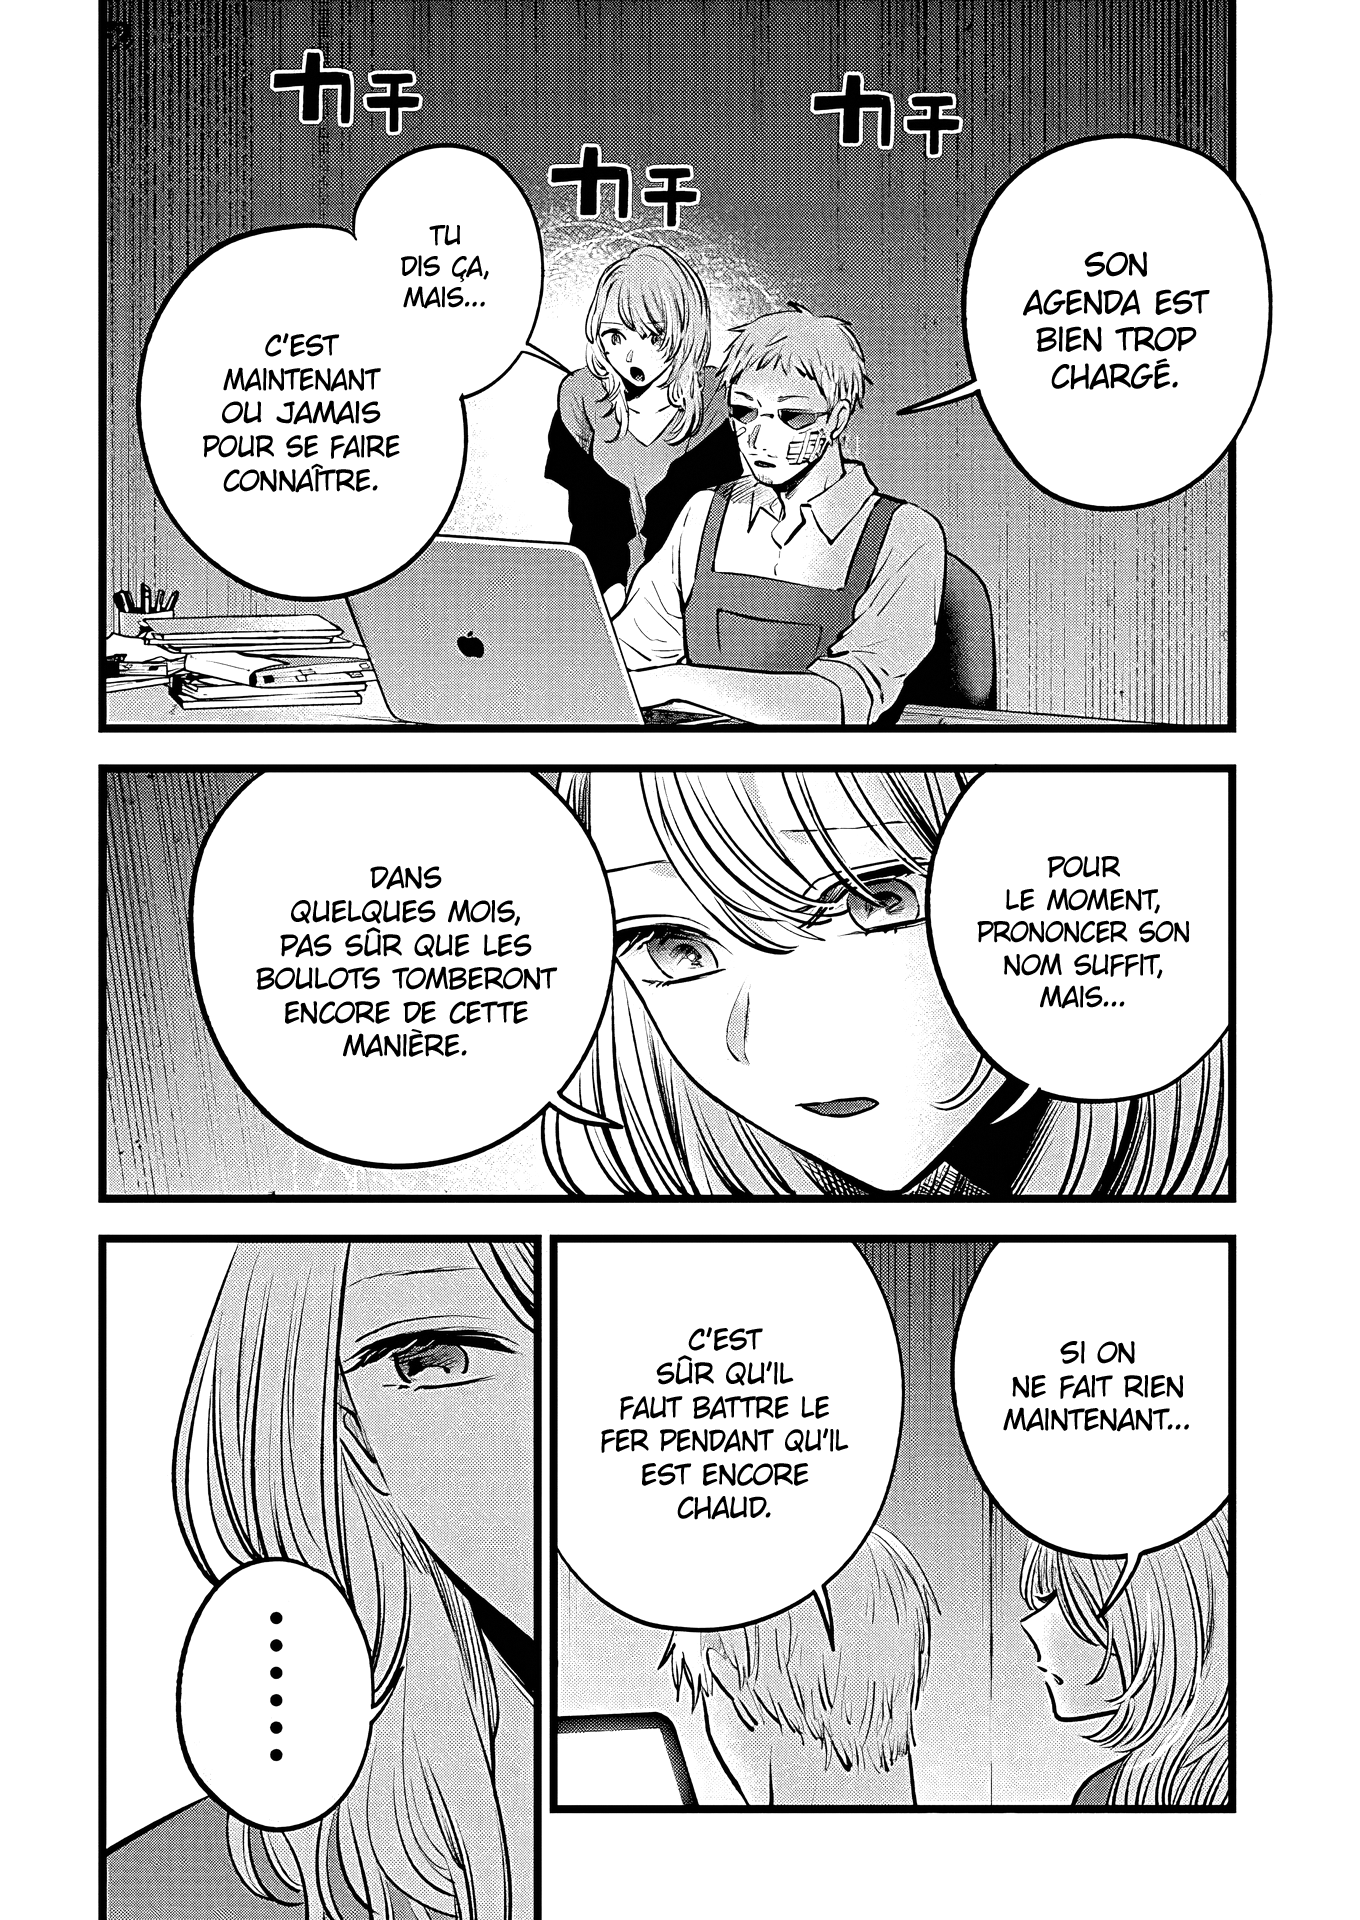 カチ
カチ
カチ
SON
AGENDA EST
BIEN TROP
CHARGÉ.
TU
DIS ÇA,
MAIS...
C'EST
MAINTENANT
OU JAMAIS
POUR SE FAIRE
CONNAÎTRE.
POUR
LE MOMENT,
PRONONCER SON
NOM SUFFIT,
MAIS...
DANS
QUELQUES MOIS,
PAS SÛR QUE LES
BOULOTS TOMBERONT
ENCORE DE CETTE
MANIÈRE.
SI ON
NE FAIT RIEN
MAINTENANT...
C'EST
SÛR QU'IL
FAUT BATTRE LE
FER PENDANT QU'IL
EST ENCORE
CHAUD.
......